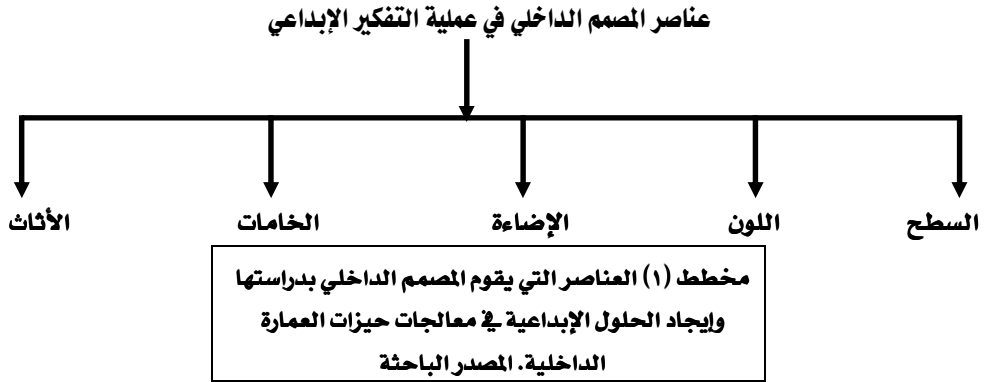 عناصر المصمم الداخلي في عملية التفكير الإبداعي
السطح اللون الإضاءة الخامات الأثاث
مخطط (١) العناصر التي يقوم المصمم الداخلي بدراستها
وإيجاد الحلول الإبداعية في معالجات حيزات العمارة
الداخلية. المصدر الباحثة